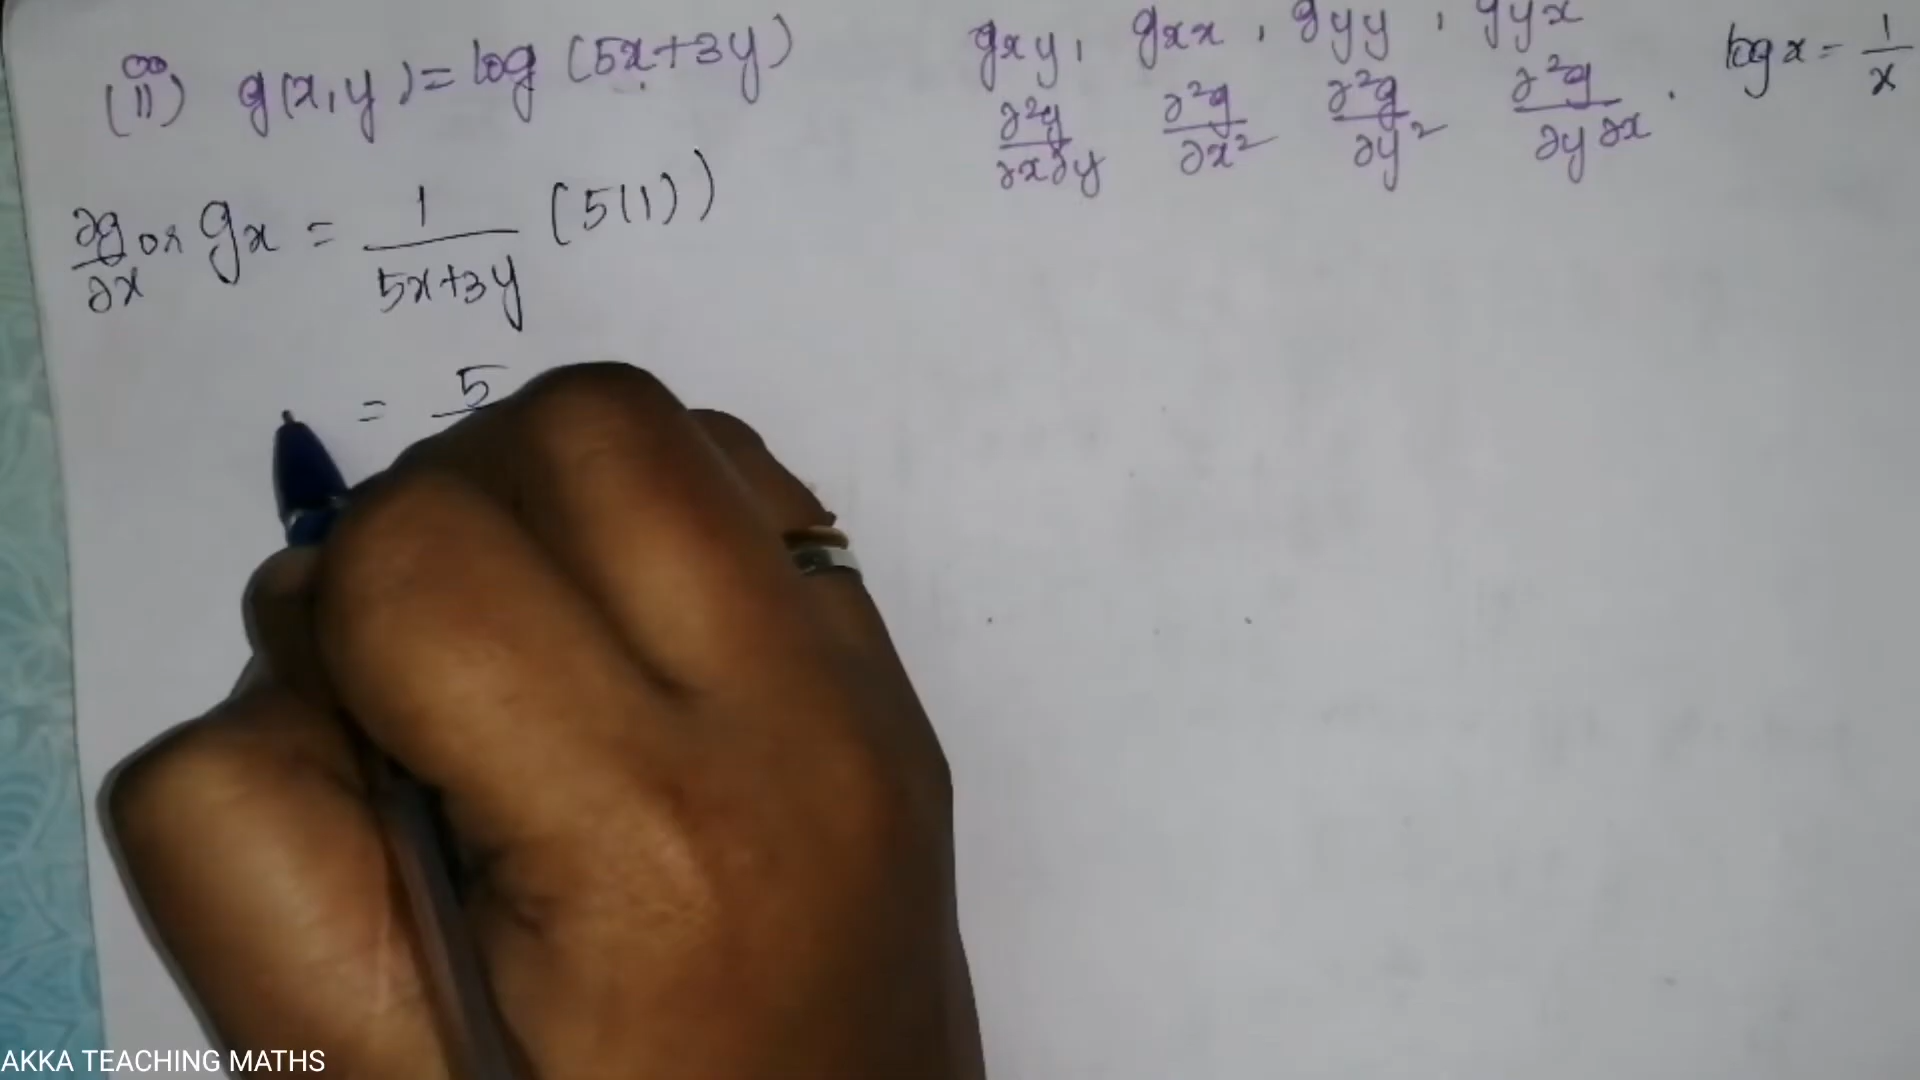 (ii) g(x,y) = log (5x+3y)
gxy, gxx, gyy, gyx
∂²g/∂x∂y ∂²g/∂x² ∂²g/∂y² ∂²g/∂y∂x.
log x = 1/x
∂g/∂x or gx = 1/(5x+3y) (5(1))
= 5
AKKA TEACHING MATHS